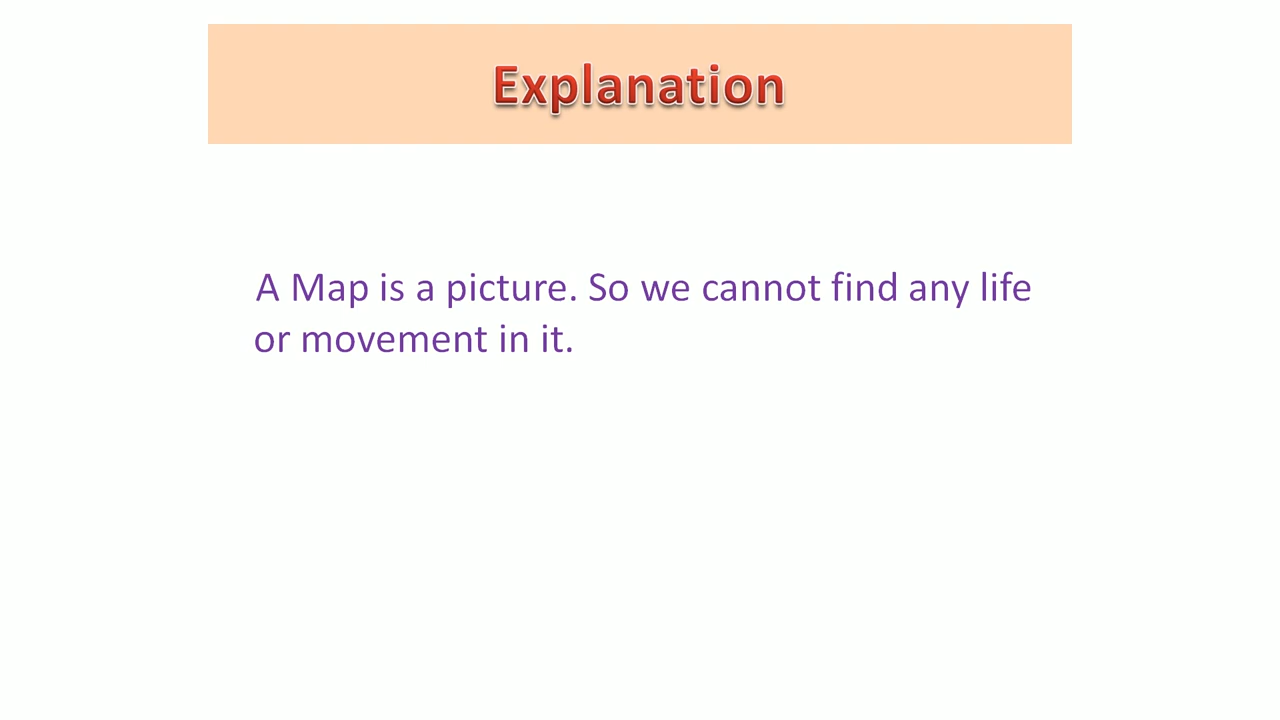 Explanation
A Map is a picture. So we cannot find any life
or movement in it.